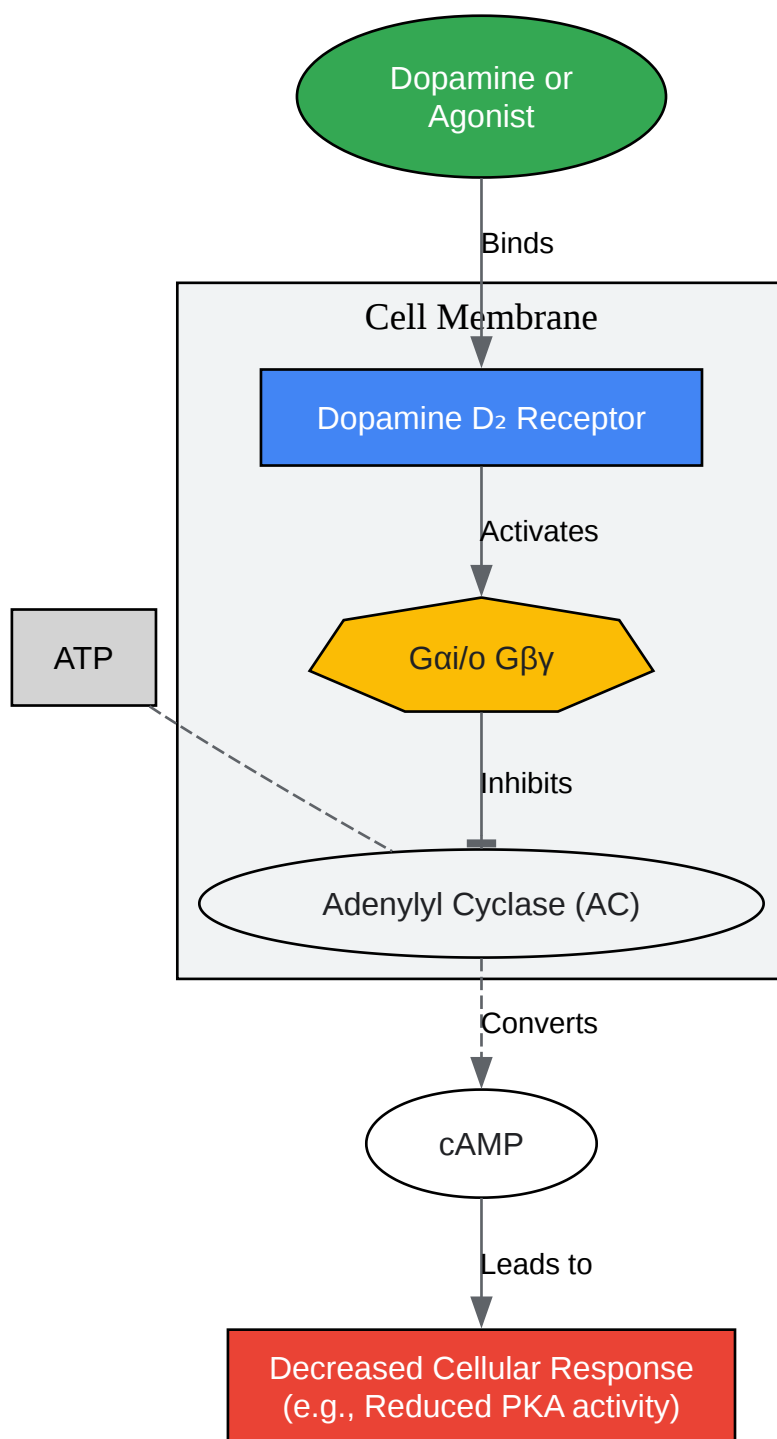 Dopamine or
Agonist
Binds
Cell Membrane
Dopamine D₂ Receptor
Activates
ATP
Gαi/o Gβγ
Inhibits
Adenylyl Cyclase (AC)
Converts
cAMP
Leads to
Decreased Cellular Response
(e.g., Reduced PKA activity)